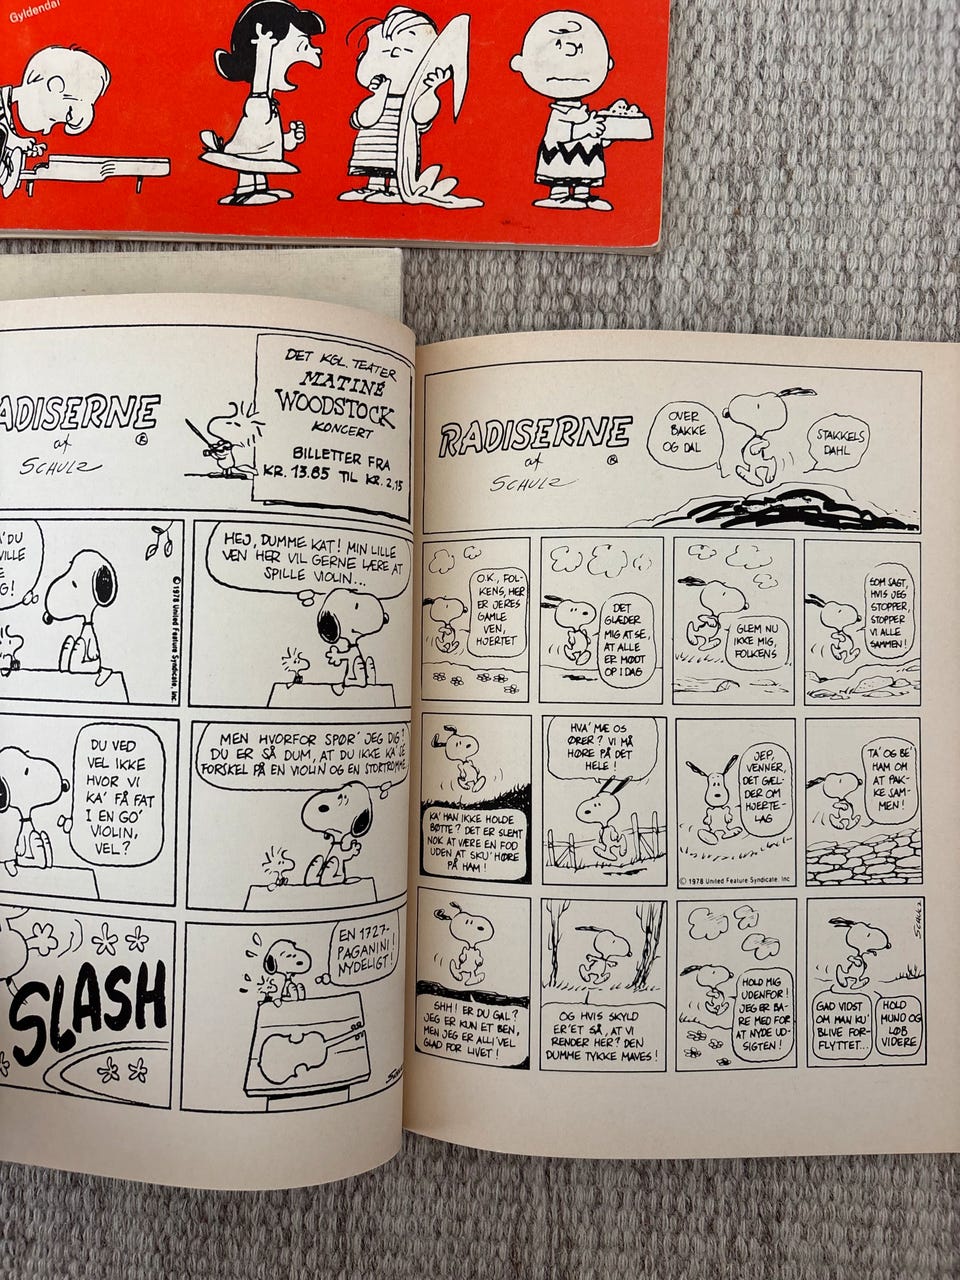 Gyldendal
RADISERNE
af
SCHULZ
DET KGL. TEATER
MATINÉ
WOODSTOCK
KONCERT
BILLETTER FRA
KR. 13.85 TIL KR. 2.15
DU
VILLE
G!
© 1978 United Feature Syndicate, Inc.
HEJ, DUMME KAT! MIN LILLE
VEN HER VIL GERNE LÆRE AT
SPILLE VIOLIN...
DU VED
VEL IKKE
HVOR VI
KA' FÅ FAT
I EN GO'
VIOLIN,
VEL?
MEN HVORFOR SPØR' JEG DIG?
DU ER SÅ DUM, AT DU IKKE KA' SE
FORSKEL PÅ EN VIOLIN OG EN STORTROMME
SLASH
EN 1727-
PAGANINI!
NYDELIGT!
RADISERNE
af
SCHULZ
OVER
BAKKE
OG DAL
STAKKELS
DAHL
O.K., FOL-
KENS, HER
ER JERES
GAMLE
VEN,
HJERTET
DET
GLÆDER
MIG AT SE,
AT ALLE
ER MØDT
OP I DAG
GLEM NU
IKKE MIG,
FOLKENS
SOM SAGT,
HVIS JEG
STOPPER,
STOPPER
VI ALLE
SAMMEN!
KA' HAN IKKE HOLDE
BØTTE? DET ER SLEMT
NOK AT VÆRE EN FOD
UDEN AT SKU' HØRE
PÅ HAM!
HVA' MÆ OS
ØRER? VI MÅ
HØRE PÅ DET
HELE!
JEP,
VENNER,
DET GÆL-
DER OM
HJERTE-
LAG
© 1978 United Feature Syndicate, Inc
TA' OG BE'
HAM OM
AT PAK-
KE SAM-
MEN!
SHH! ER DU GAL?
JEG ER KUN ET BEN,
MEN JEG ER ALLI'VEL
GLAD FOR LIVET!
OG HVIS SKYLD
ER'ET SÅ, AT VI
RENDER HER? DEN
DUMME TYKKE MAVES!
HOLD MIG
UDENFOR!
JEG ER BA-
RE MED FOR
AT NYDE UD-
SIGTEN!
SCHULZ
GAD VIDST
OM MAN KU'
BLIVE FOR-
FLYTTET...
HOLD
MUND OG
LØB
VIDERE